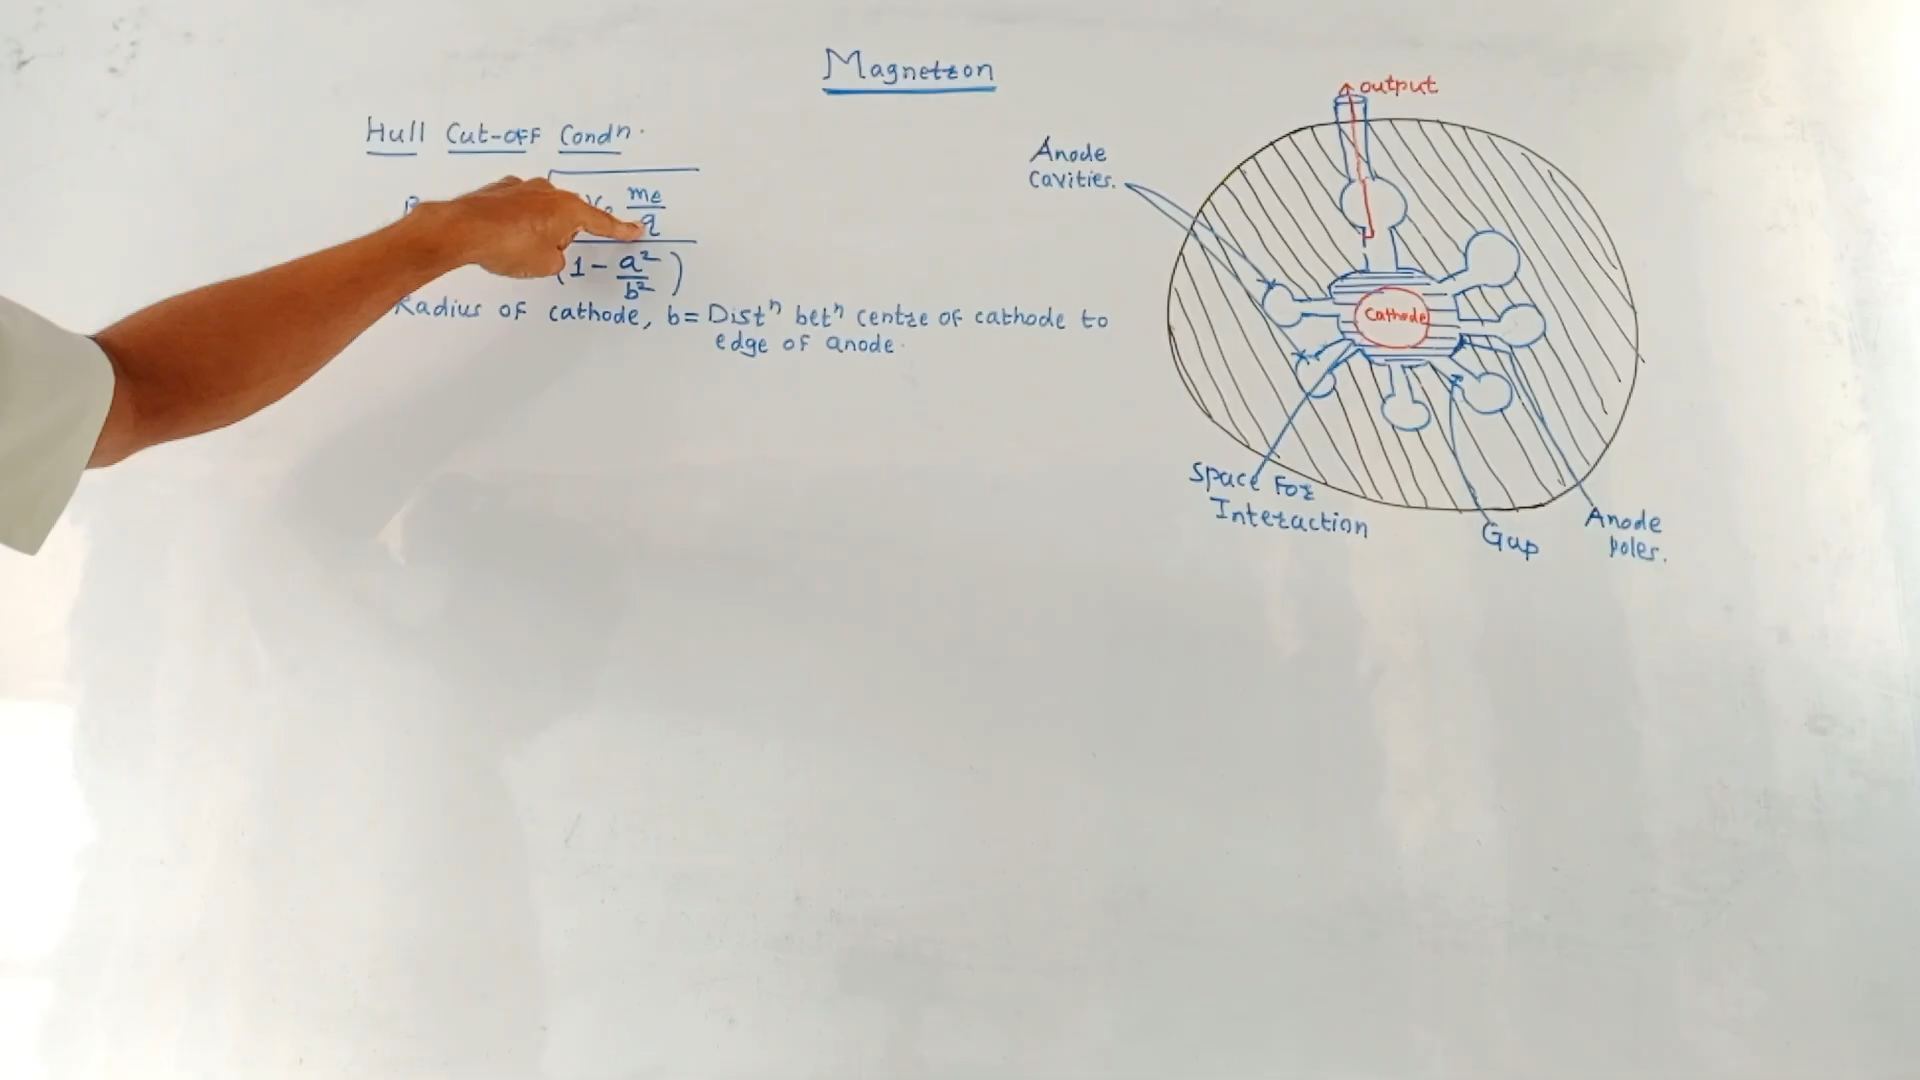 Magnetron
Hull Cut-off Condn.
me
q
(1 - a²
b² )
Radius of cathode, b = Distⁿ betⁿ centre of cathode to
edge of anode.
output
Anode
cavities.
Cathode
Space For
Interaction
Gap
Anode
poles.